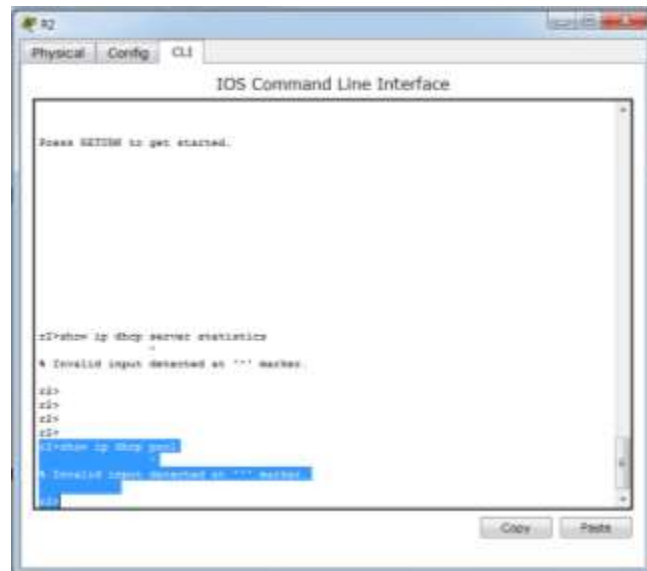 R2
Physical Config CLI
IOS Command Line Interface
Press RETURN to get started.
r2>show ip dhcp server statistics
^
% Invalid input detected at '^' marker.
r2>
r2>
r2>
r2>
r2>show ip dhcp pool
^
% Invalid input detected at '^' marker.
r2>
Copy Paste